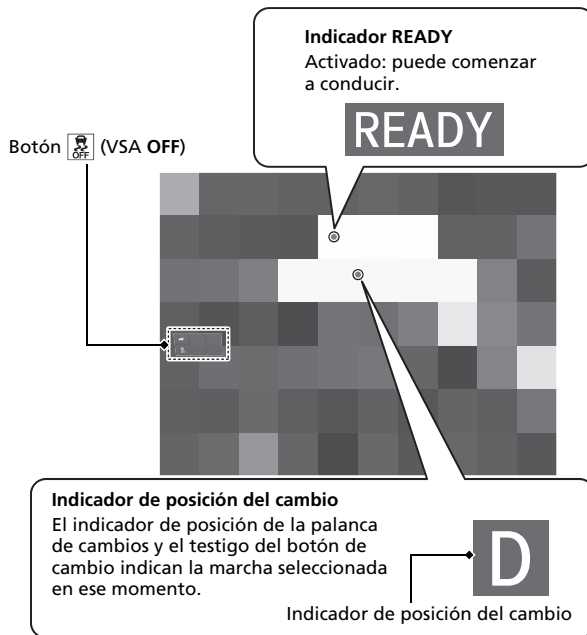 Indicador READY
Activado: puede comenzar
a conducir.
READY
Botón OFF (VSA OFF)
Indicador de posición del cambio
El indicador de posición de la palanca
de cambios y el testigo del botón de
cambio indican la marcha seleccionada
en ese momento.
D
Indicador de posición del cambio